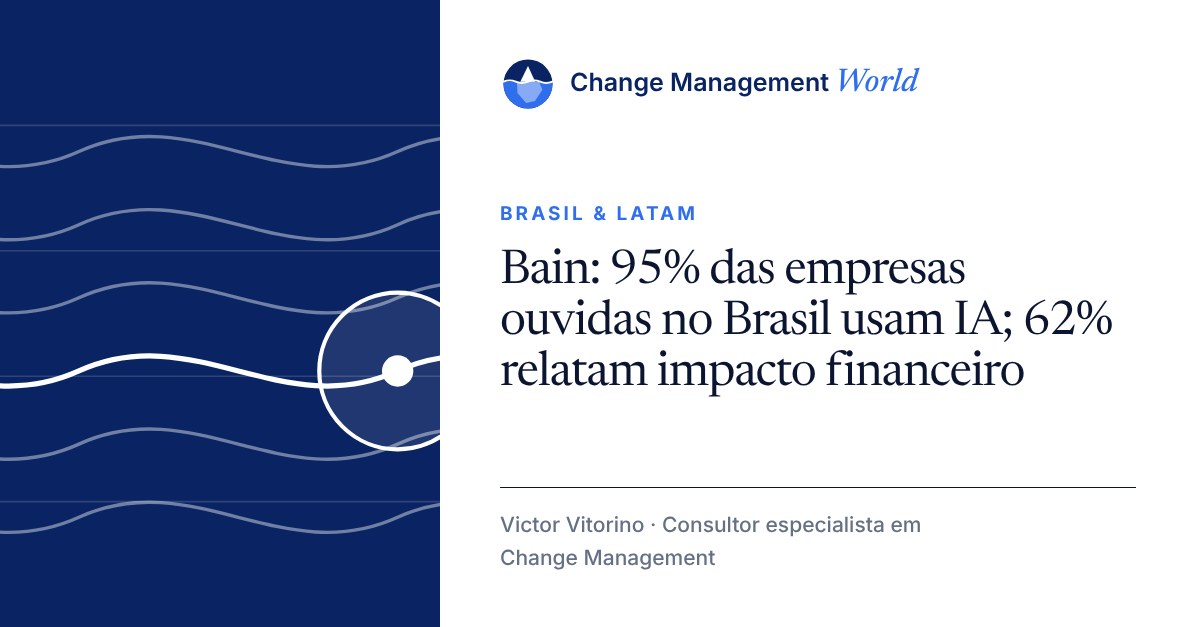 Change Management World
BRASIL & LATAM
Bain: 95% das empresas
ouvidas no Brasil usam IA; 62%
relatam impacto financeiro
Victor Vitorino · Consultor especialista em
Change Management